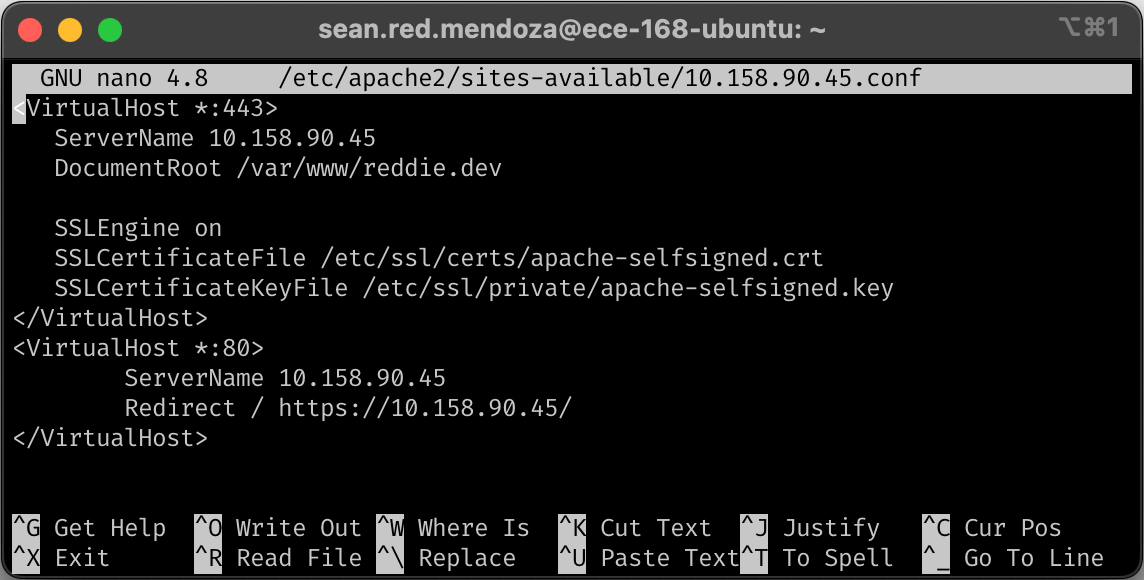 sean.red.mendoza@ece-168-ubuntu: ~ ⌥⌘1
GNU nano 4.8 /etc/apache2/sites-available/10.158.90.45.conf
<VirtualHost *:443>
ServerName 10.158.90.45
DocumentRoot /var/www/reddie.dev
SSLEngine on
SSLCertificateFile /etc/ssl/certs/apache-selfsigned.crt
SSLCertificateKeyFile /etc/ssl/private/apache-selfsigned.key
</VirtualHost>
<VirtualHost *:80>
ServerName 10.158.90.45
Redirect / https://10.158.90.45/
</VirtualHost>
^G Get Help ^O Write Out ^W Where Is ^K Cut Text ^J Justify ^C Cur Pos
^X Exit ^R Read File ^\ Replace ^U Paste Text^T To Spell ^_ Go To Line